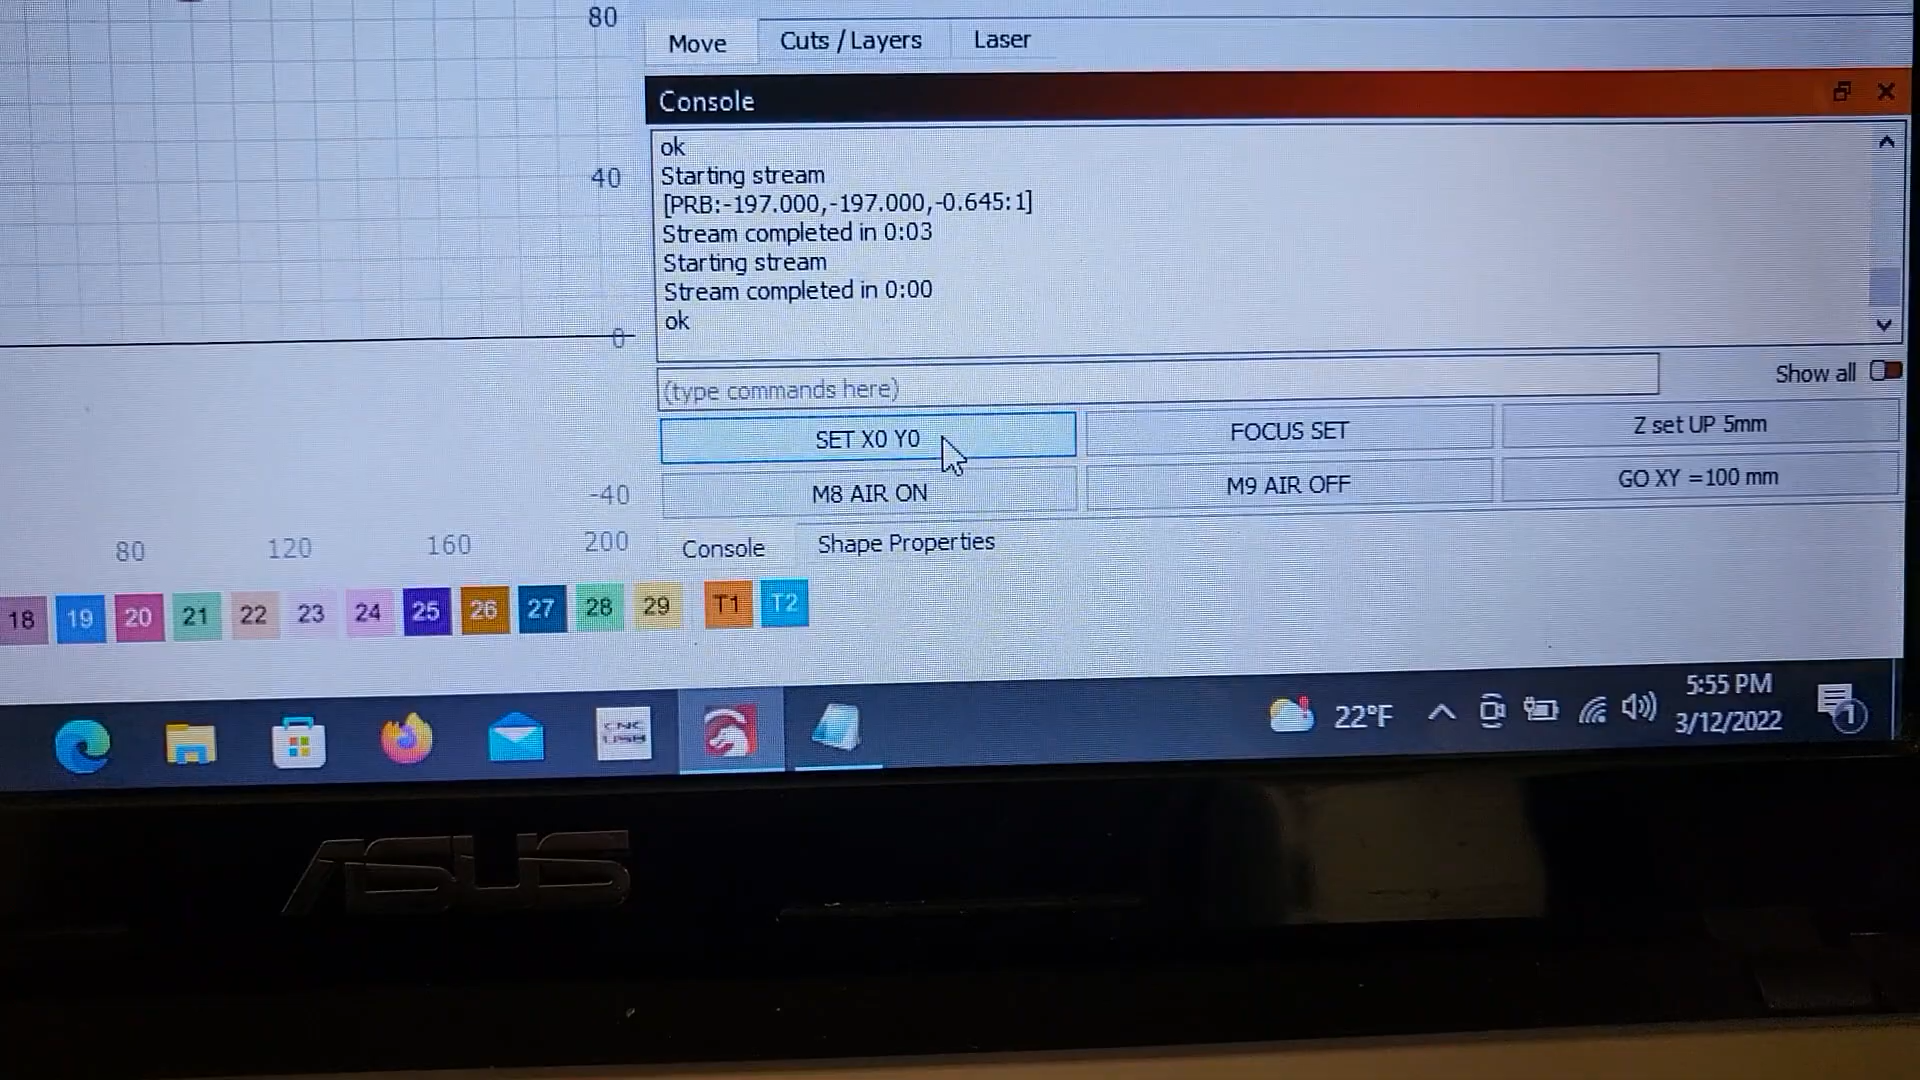 80
Move Cuts / Layers Laser
Console
ok
40
Starting stream
[PRB:-197.000,-197.000,-0.645:1]
Stream completed in 0:03
Starting stream
Stream completed in 0:00
ok
0
(type commands here)
Show all
SET X0 Y0 FOCUS SET Z set UP 5mm
-40
M8 AIR ON M9 AIR OFF GO XY =100 mm
80 120 160 200
Console Shape Properties
18 19 20 21 22 23 24 25 26 27 28 29 T1 T2
CNC
USB
22°F
5:55 PM
3/12/2022
1
ASUS